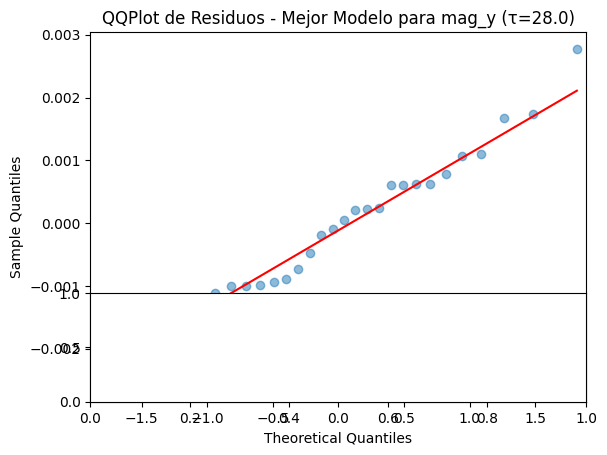 QQPlot de Residuos - Mejor Modelo para mag_y (τ=28.0)
0.003
0.002
0.001
0.000
−0.001
1.0
−0.002
0.5
0.0
Sample Quantiles
0.0 −1.5 0.2 −1.0 −0.5 0.4 0.0 0.6 0.5 1.0 0.8 1.5 1.0
Theoretical Quantiles